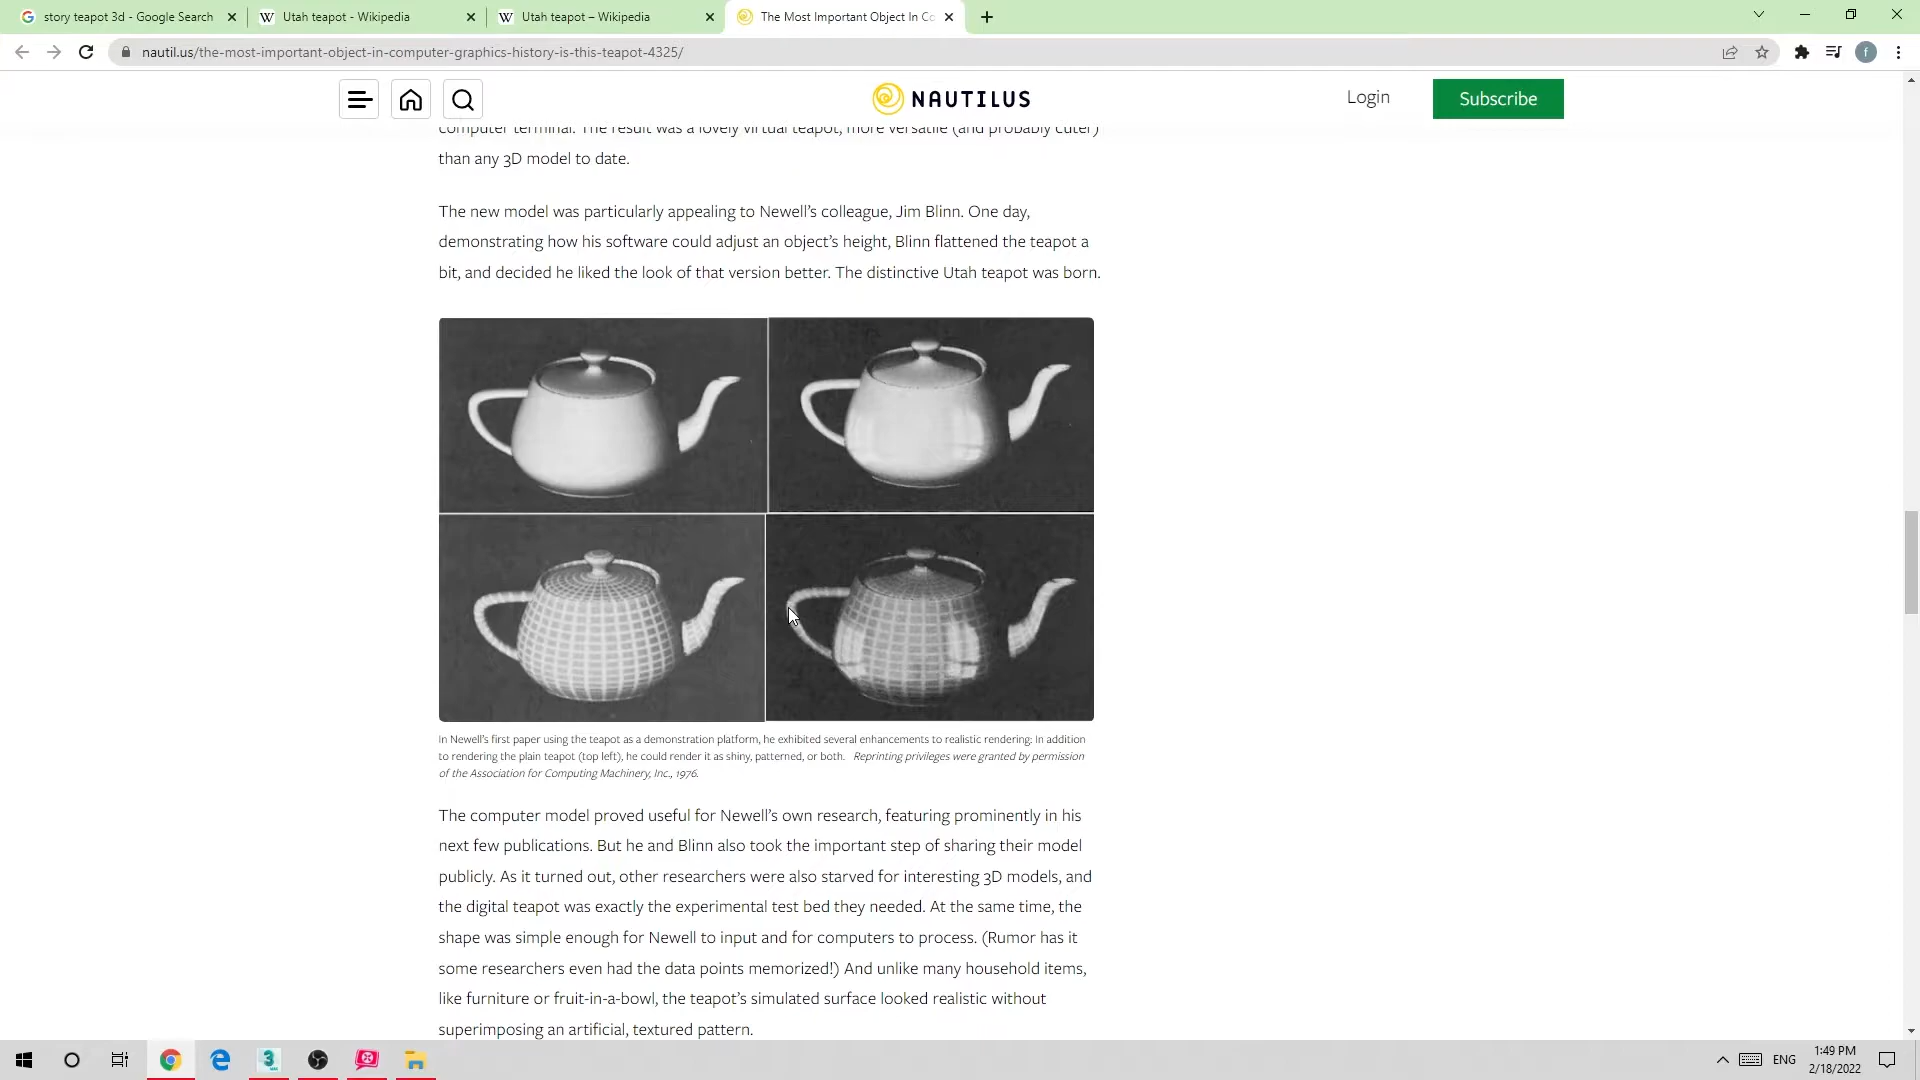 story teapot 3d - Google Search
Utah teapot - Wikipedia
Utah teapot – Wikipedia
The Most Important Object In Co
nautil.us/the-most-important-object-in-computer-graphics-history-is-this-teapot-4325/
f
NAUTILUS
Login
Subscribe
computer terminal. The result was a lovely virtual teapot, more versatile (and probably cuter)
than any 3D model to date.
The new model was particularly appealing to Newell’s colleague, Jim Blinn. One day,
demonstrating how his software could adjust an object’s height, Blinn flattened the teapot a
bit, and decided he liked the look of that version better. The distinctive Utah teapot was born.
In Newell’s first paper using the teapot as a demonstration platform, he exhibited several enhancements to realistic rendering: In addition
to rendering the plain teapot (top left), he could render it as shiny, patterned, or both. Reprinting privileges were granted by permission
of the Association for Computing Machinery, Inc., 1976.
The computer model proved useful for Newell’s own research, featuring prominently in his
next few publications. But he and Blinn also took the important step of sharing their model
publicly. As it turned out, other researchers were also starved for interesting 3D models, and
the digital teapot was exactly the experimental test bed they needed. At the same time, the
shape was simple enough for Newell to input and for computers to process. (Rumor has it
some researchers even had the data points memorized!) And unlike many household items,
like furniture or fruit-in-a-bowl, the teapot’s simulated surface looked realistic without
superimposing an artificial, textured pattern.
ENG
1:49 PM
2/18/2022